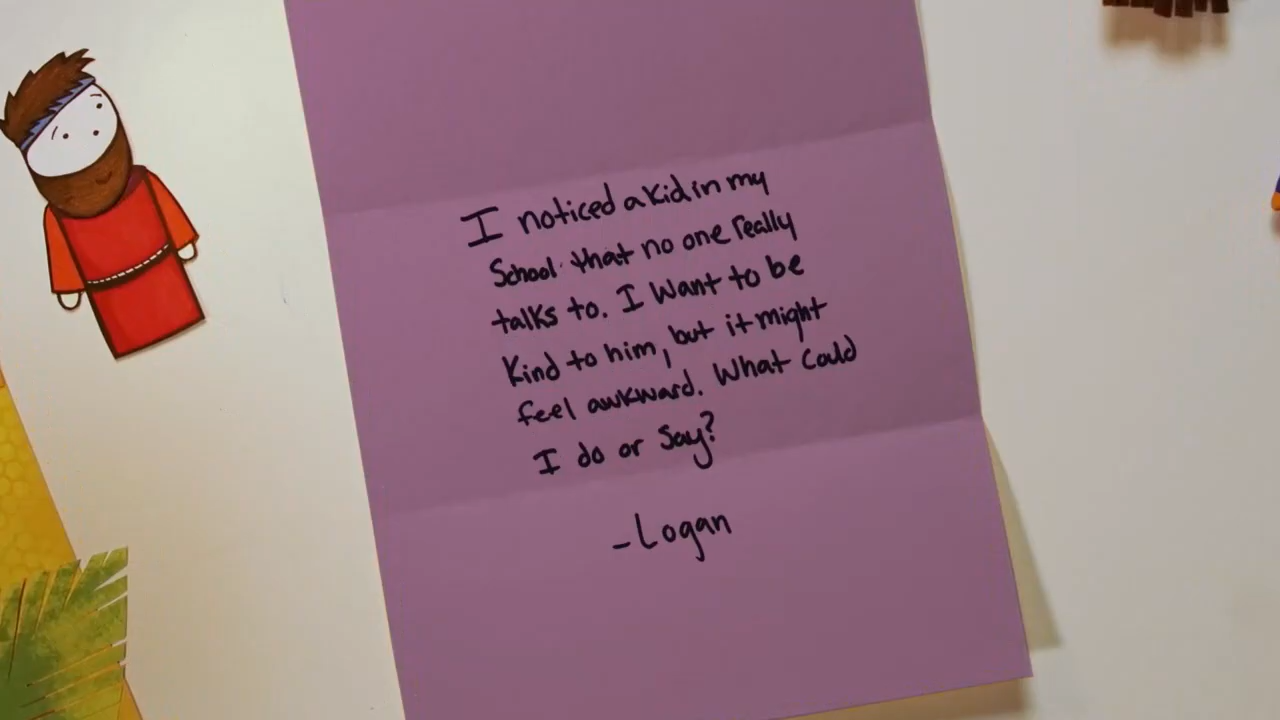 I noticed a kid in my
School that no one really
talks to. I want to be
kind to him, but it might
feel awkward. What could
I do or say?
-Logan